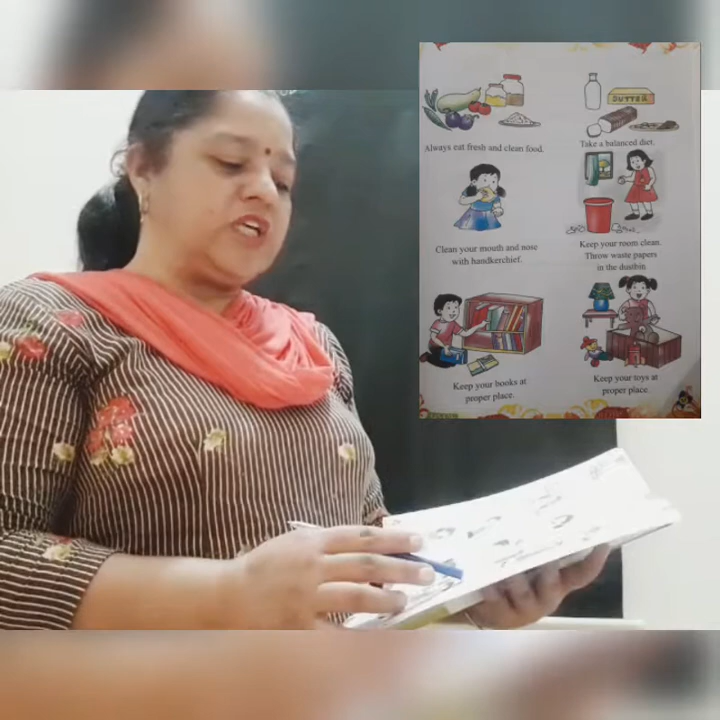 BUTTER
Always eat fresh and clean food.
Take a balanced diet.
Clean your mouth and nose
with handkerchief.
Keep your room clean.
Throw waste papers
in the dustbin
Keep your books at
proper place.
Keep your toys at
proper place.